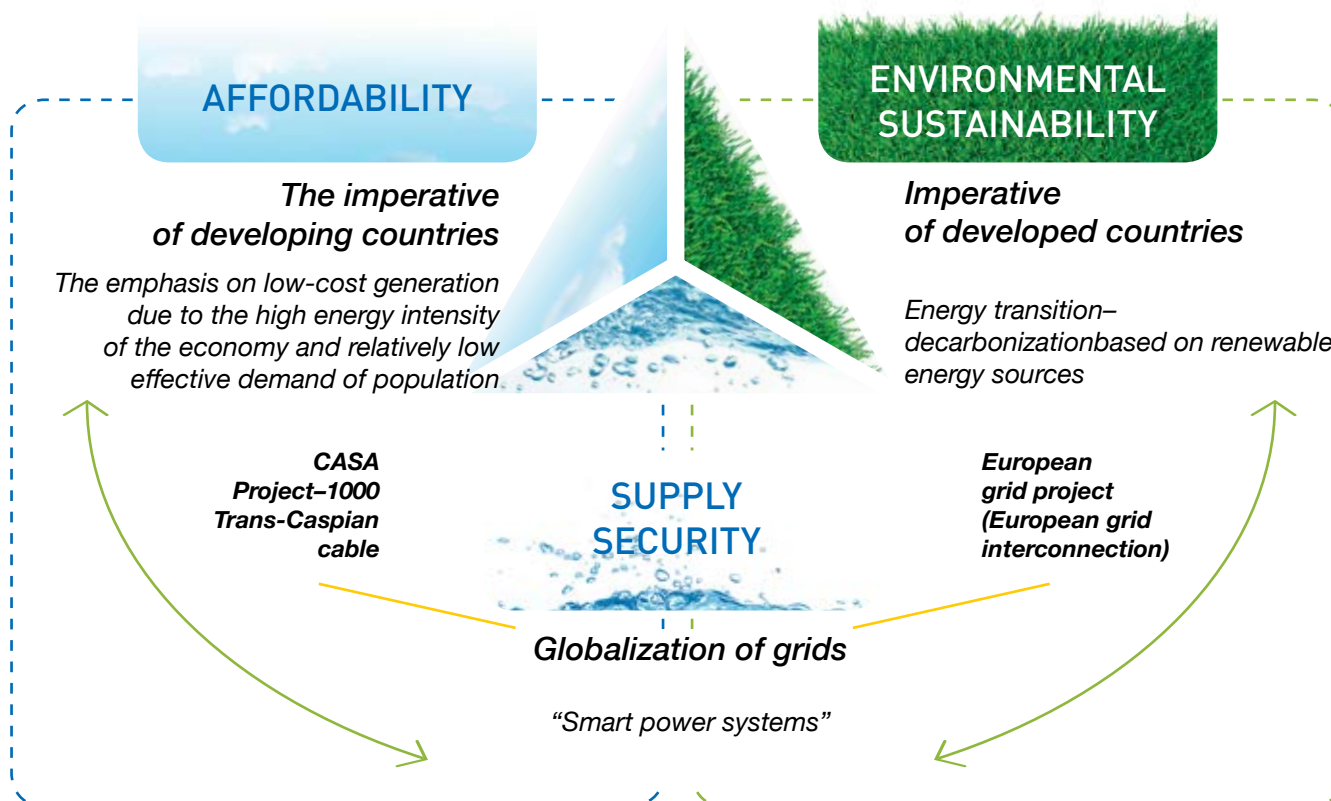 AFFORDABILITY
The imperative
of developing countries
The emphasis on low-cost generation
due to the high energy intensity
of the economy and relatively low
effective demand of population
ENVIRONMENTAL
SUSTAINABILITY
Imperative
of developed countries
Energy transition–
decarbonizationbased on renewable
energy sources
CASA
Project–1000
Trans-Caspian
cable
SUPPLY
SECURITY
European
grid project
(European grid
interconnection)
Globalization of grids
“Smart power systems”